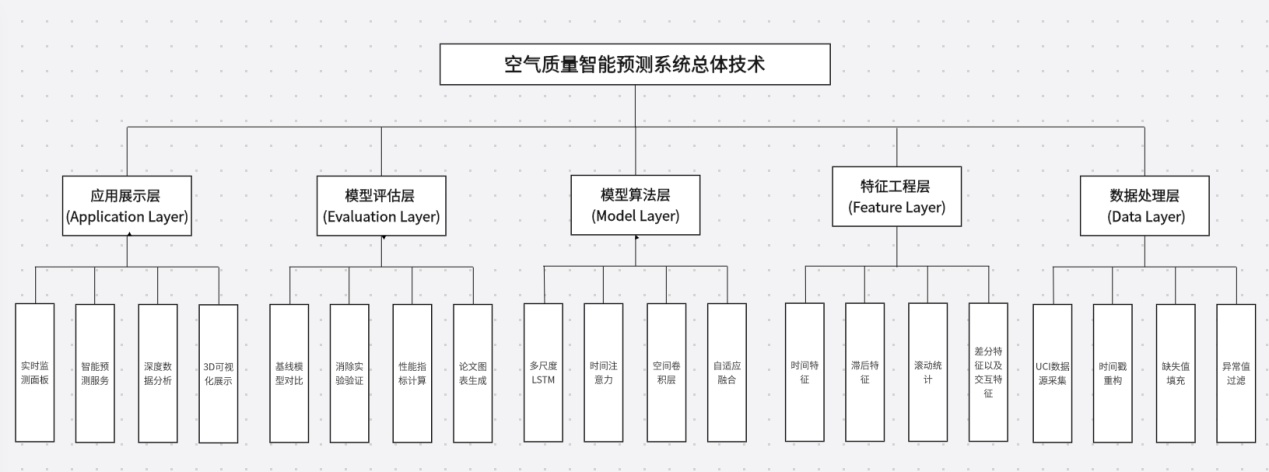 空气质量智能预测系统总体技术
应用展示层
(Application Layer)
模型评估层
(Evaluation Layer)
模型算法层
(Model Layer)
特征工程层
(Feature Layer)
数据处理层
(Data Layer)
实时监
测面板
智能预
测服务
深度数
据分析
3D可视
化展示
基线模
型对比
消除实
验验证
性能指
标计算
论文图
表生成
多尺度
LSTM
时间注
意力
空间卷
积层
自适应
融合
时间特
征
滞后特
征
滚动统
计
差分特
征以及
交互特
征
UCI数据
源采集
时间戳
重构
缺失值
填充
异常值
过滤